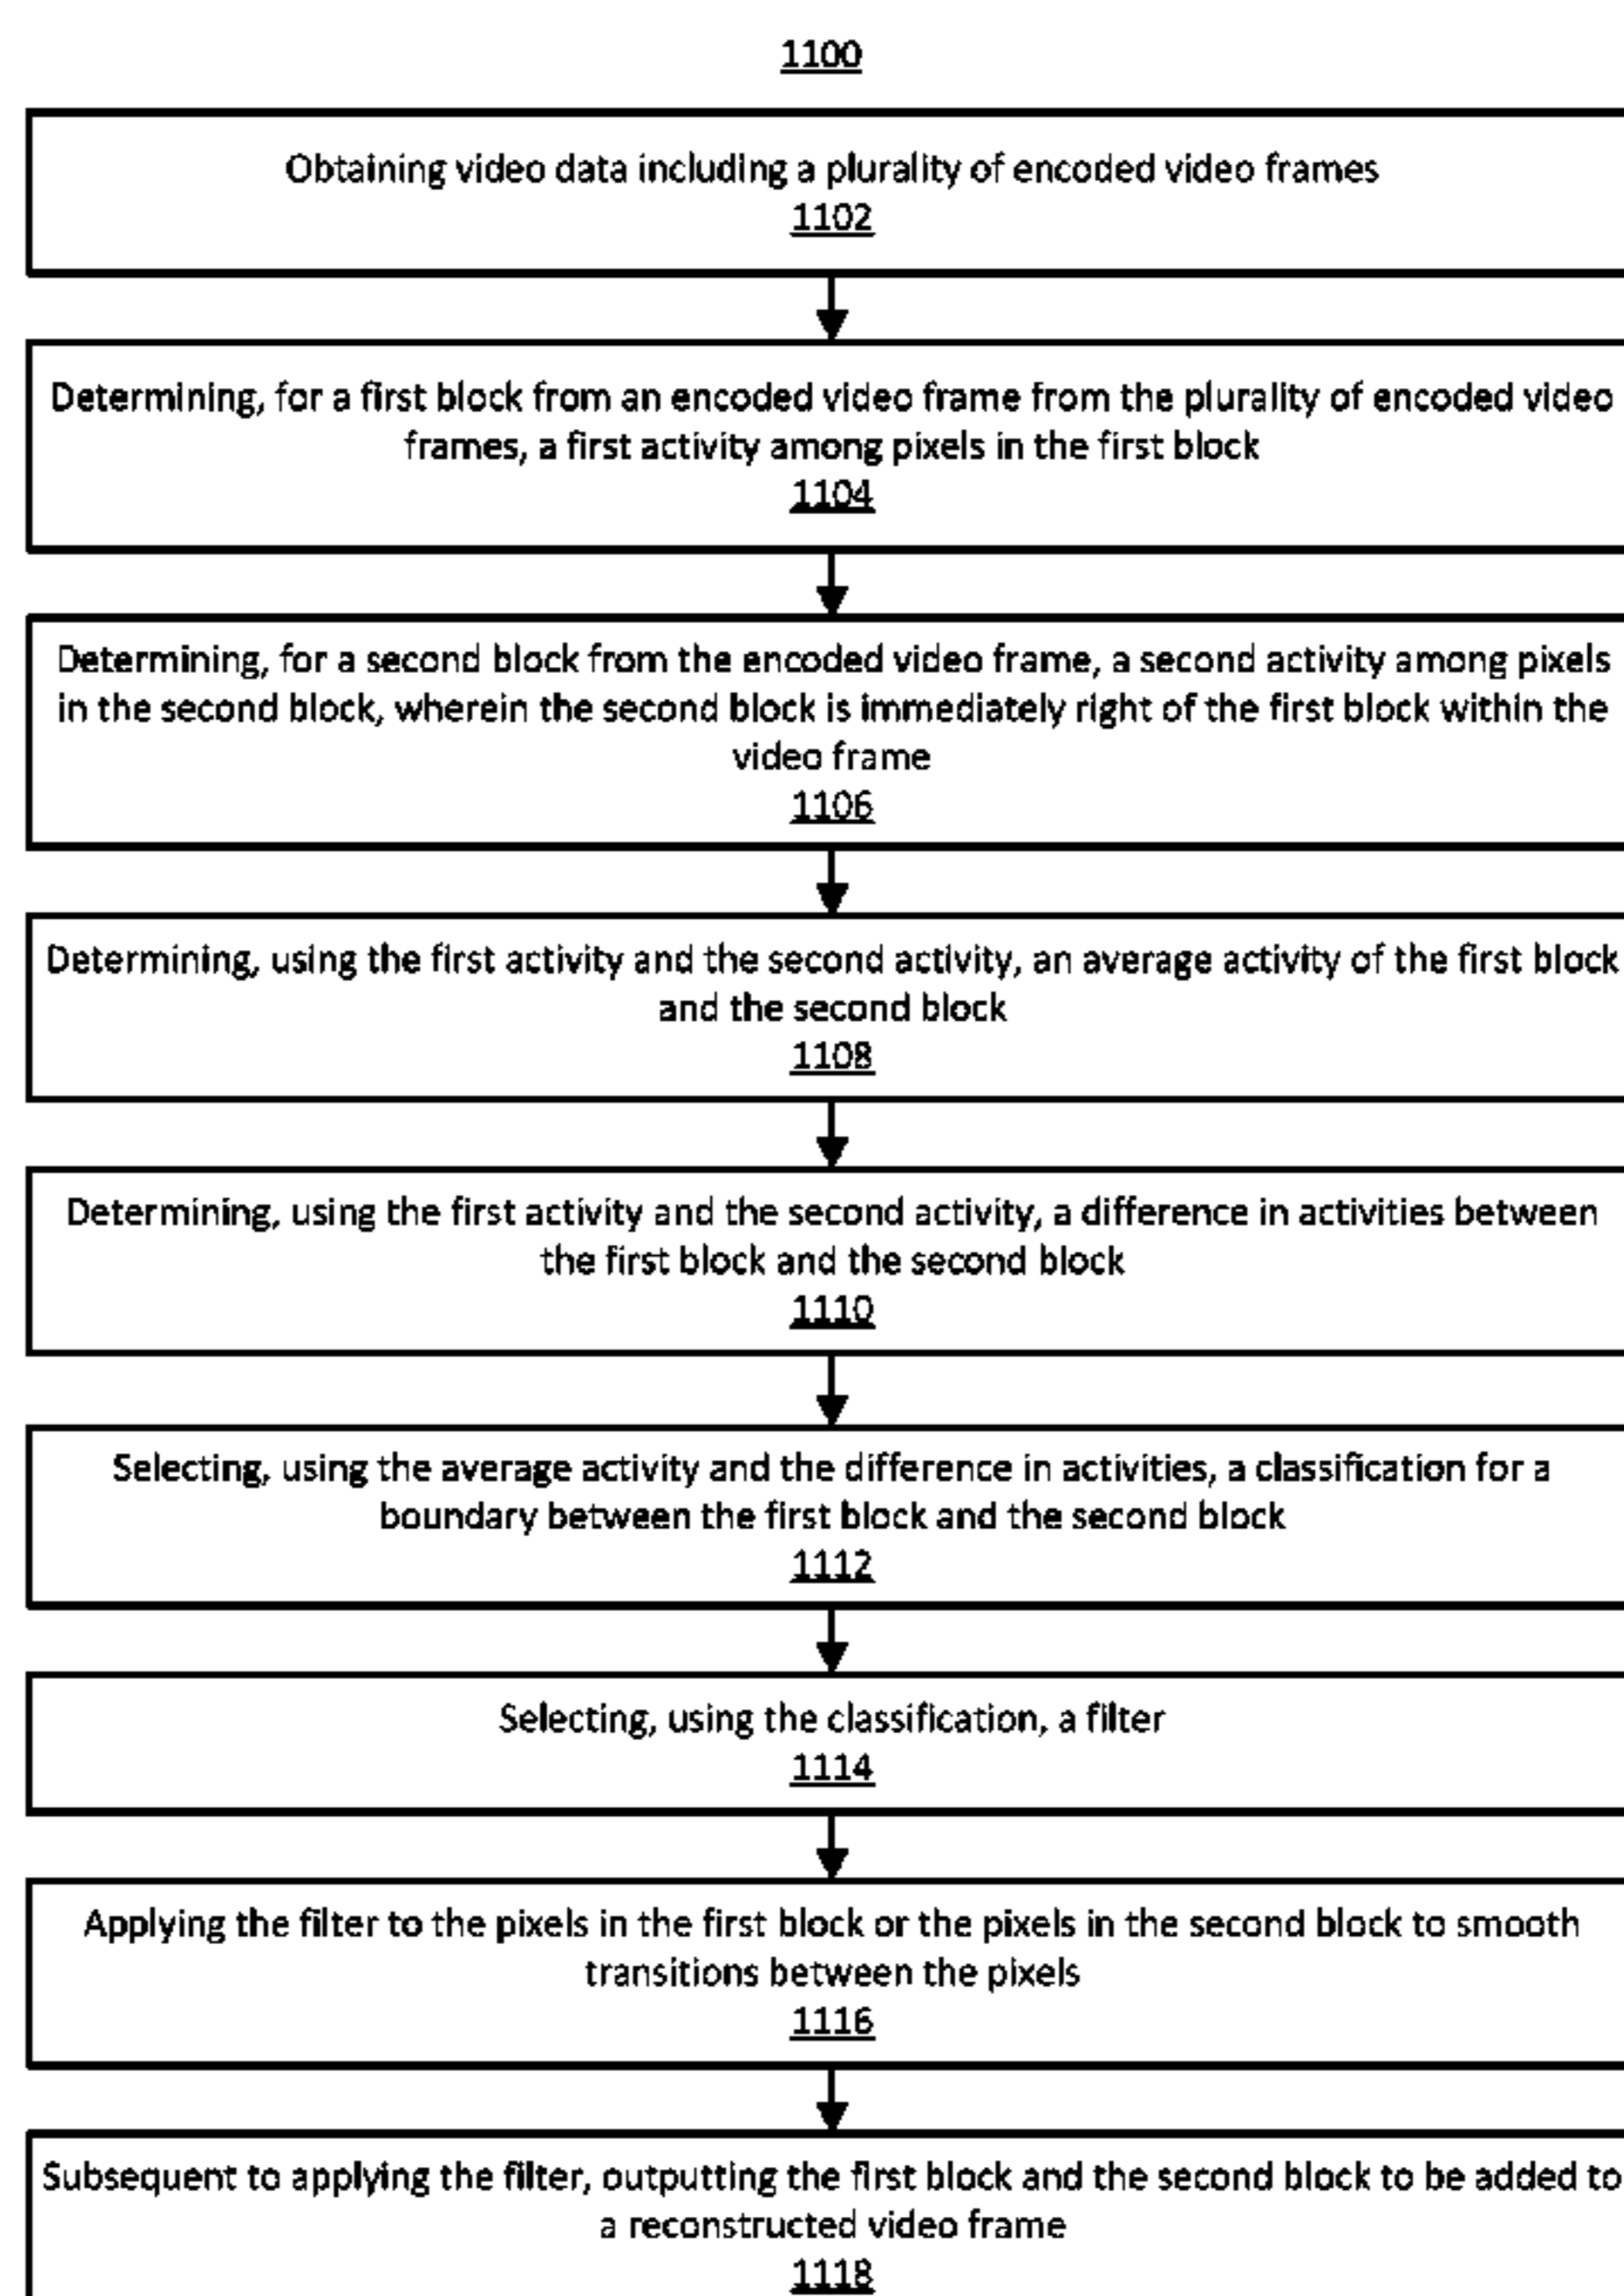 1100
Obtaining video data including a plurality of encoded video frames
1102
Determining, for a first block from an encoded video frame from the plurality of encoded video
frames, a first activity among pixels in the first block
1104
Determining, for a second block from the encoded video frame, a second activity among pixels
in the second block, wherein the second block is immediately right of the first block within the
video frame
1106
Determining, using the first activity and the second activity, an average activity of the first block
and the second block
1108
Determining, using the first activity and the second activity, a difference in activities between
the first block and the second block
1110
Selecting, using the average activity and the difference in activities, a classification for a
boundary between the first block and the second block
1112
Selecting, using the classification, a filter
1114
Applying the filter to the pixels in the first block or the pixels in the second block to smooth
transitions between the pixels
1116
Subsequent to applying the filter, outputting the first block and the second block to be added to
a reconstructed video frame
1118